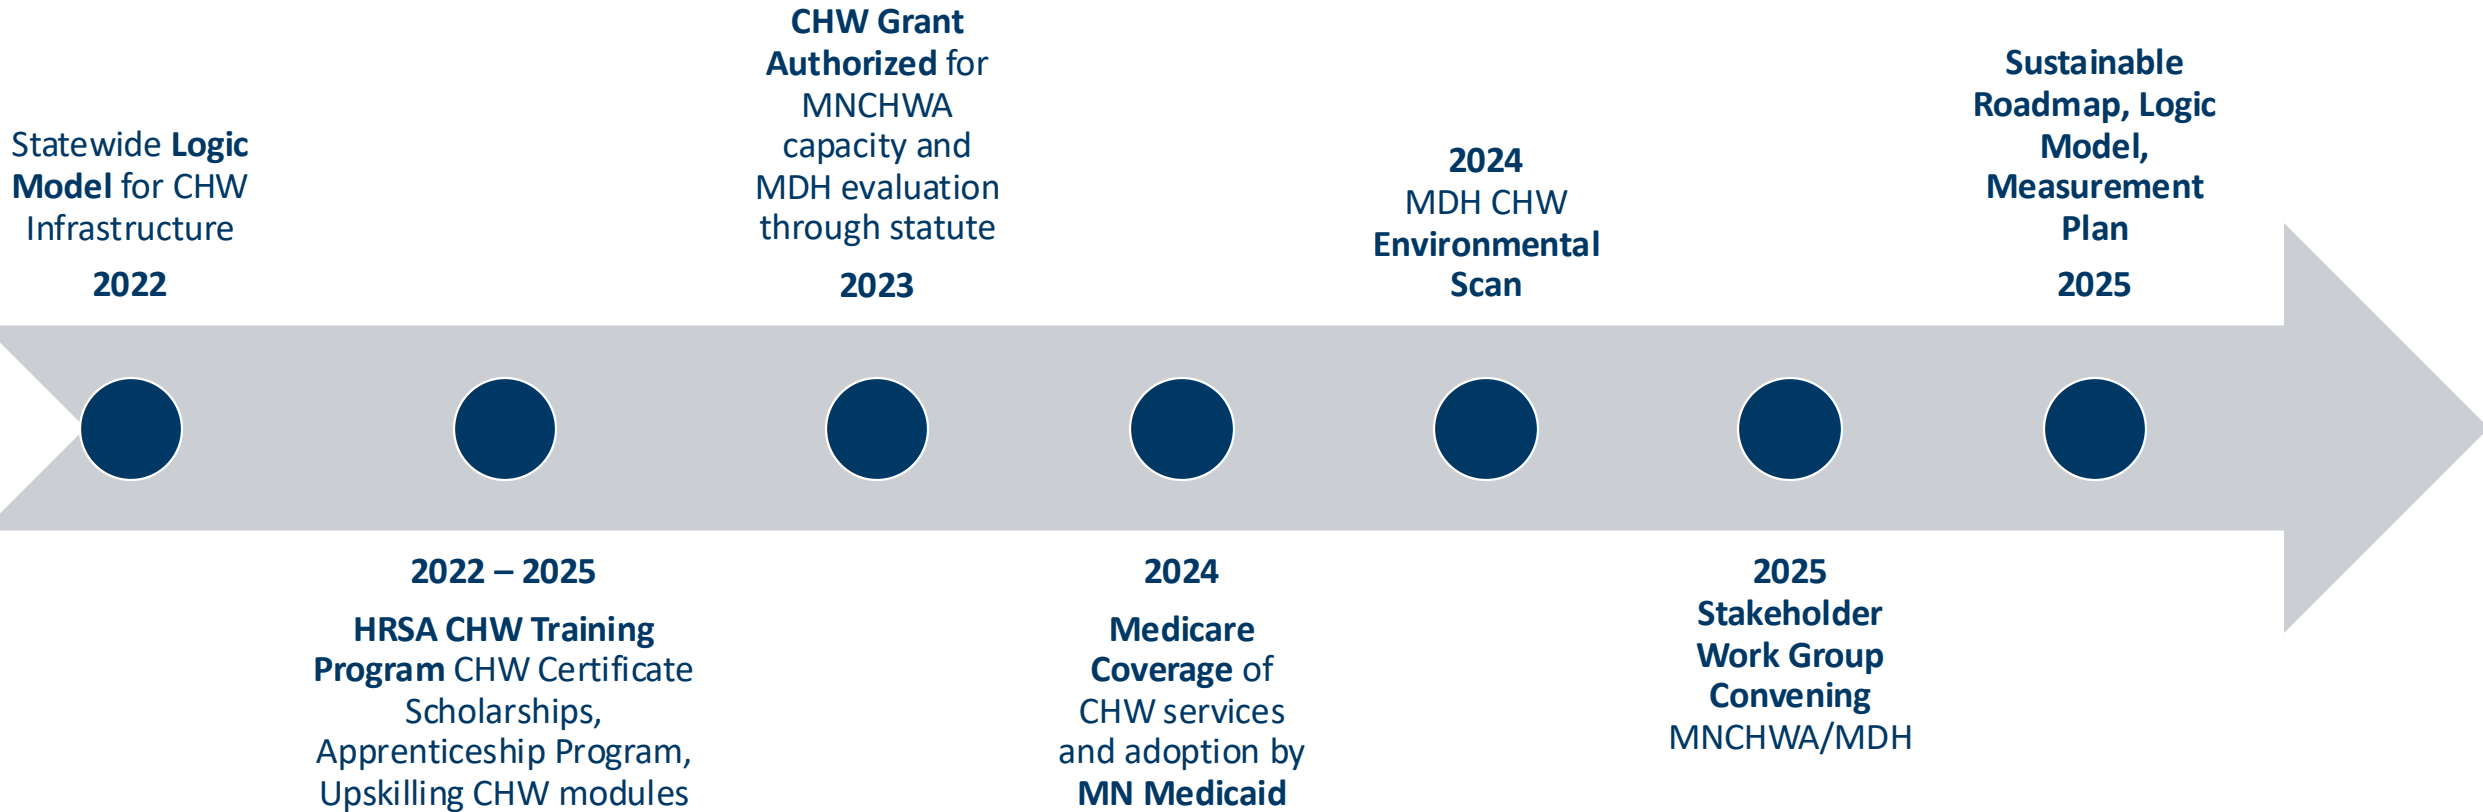 Statewide Logic
Model for CHW
Infrastructure
2022
2022 – 2025
HRSA CHW Training
Program CHW Certificate
Scholarships,
Apprenticeship Program,
Upskilling CHW modules
CHW Grant
Authorized for
MNCHWA
capacity and
MDH evaluation
through statute
2023
2024
Medicare
Coverage of
CHW services
and adoption by
MN Medicaid
2024
MDH CHW
Environmental
Scan
2025
Stakeholder
Work Group
Convening
MNCHWA/MDH
Sustainable
Roadmap, Logic
Model,
Measurement
Plan
2025